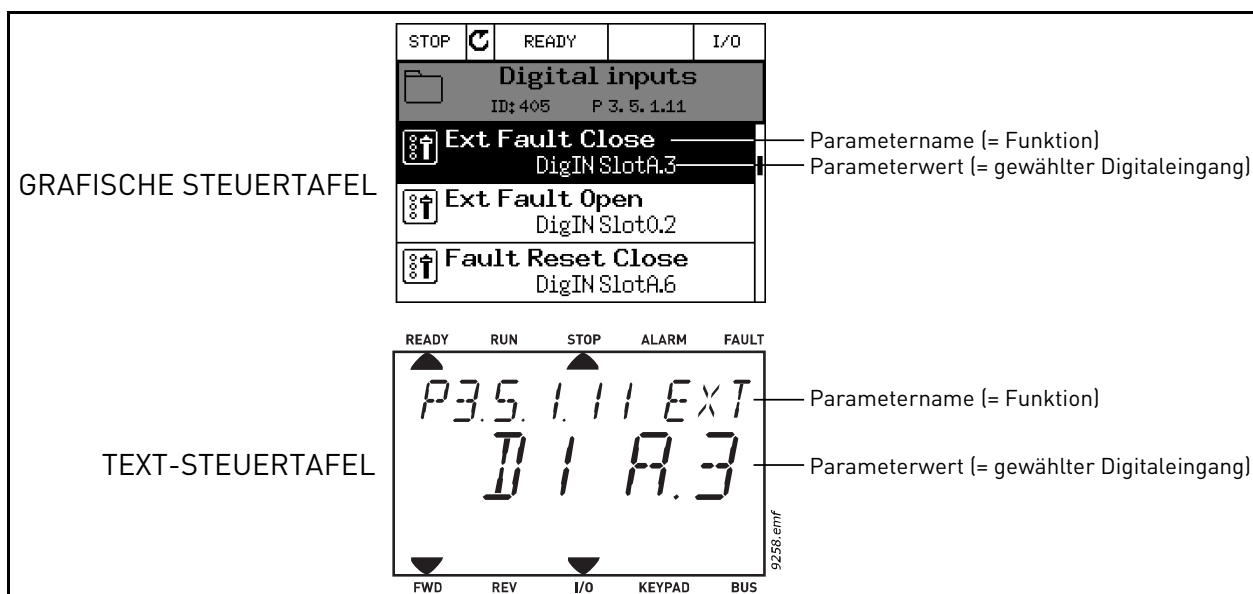 STOP READY I/O
Digital inputs
ID: 405 P 3.5.1.11
Ext Fault Close
DigIN SlotA.3
Ext Fault Open
DigIN Slot0.2
Fault Reset Close
DigIN SlotA.6
Parametername (= Funktion)
Parameterwert (= gewählter Digitaleingang)
GRAFISCHE STEUERTAFEL
READY RUN STOP ALARM FAULT
P3.5.1.11 EXT
DI A.3
FWD REV I/O KEYPAD BUS
Parametername (= Funktion)
Parameterwert (= gewählter Digitaleingang)
TEXT-STEUERTAFEL
9258.emf